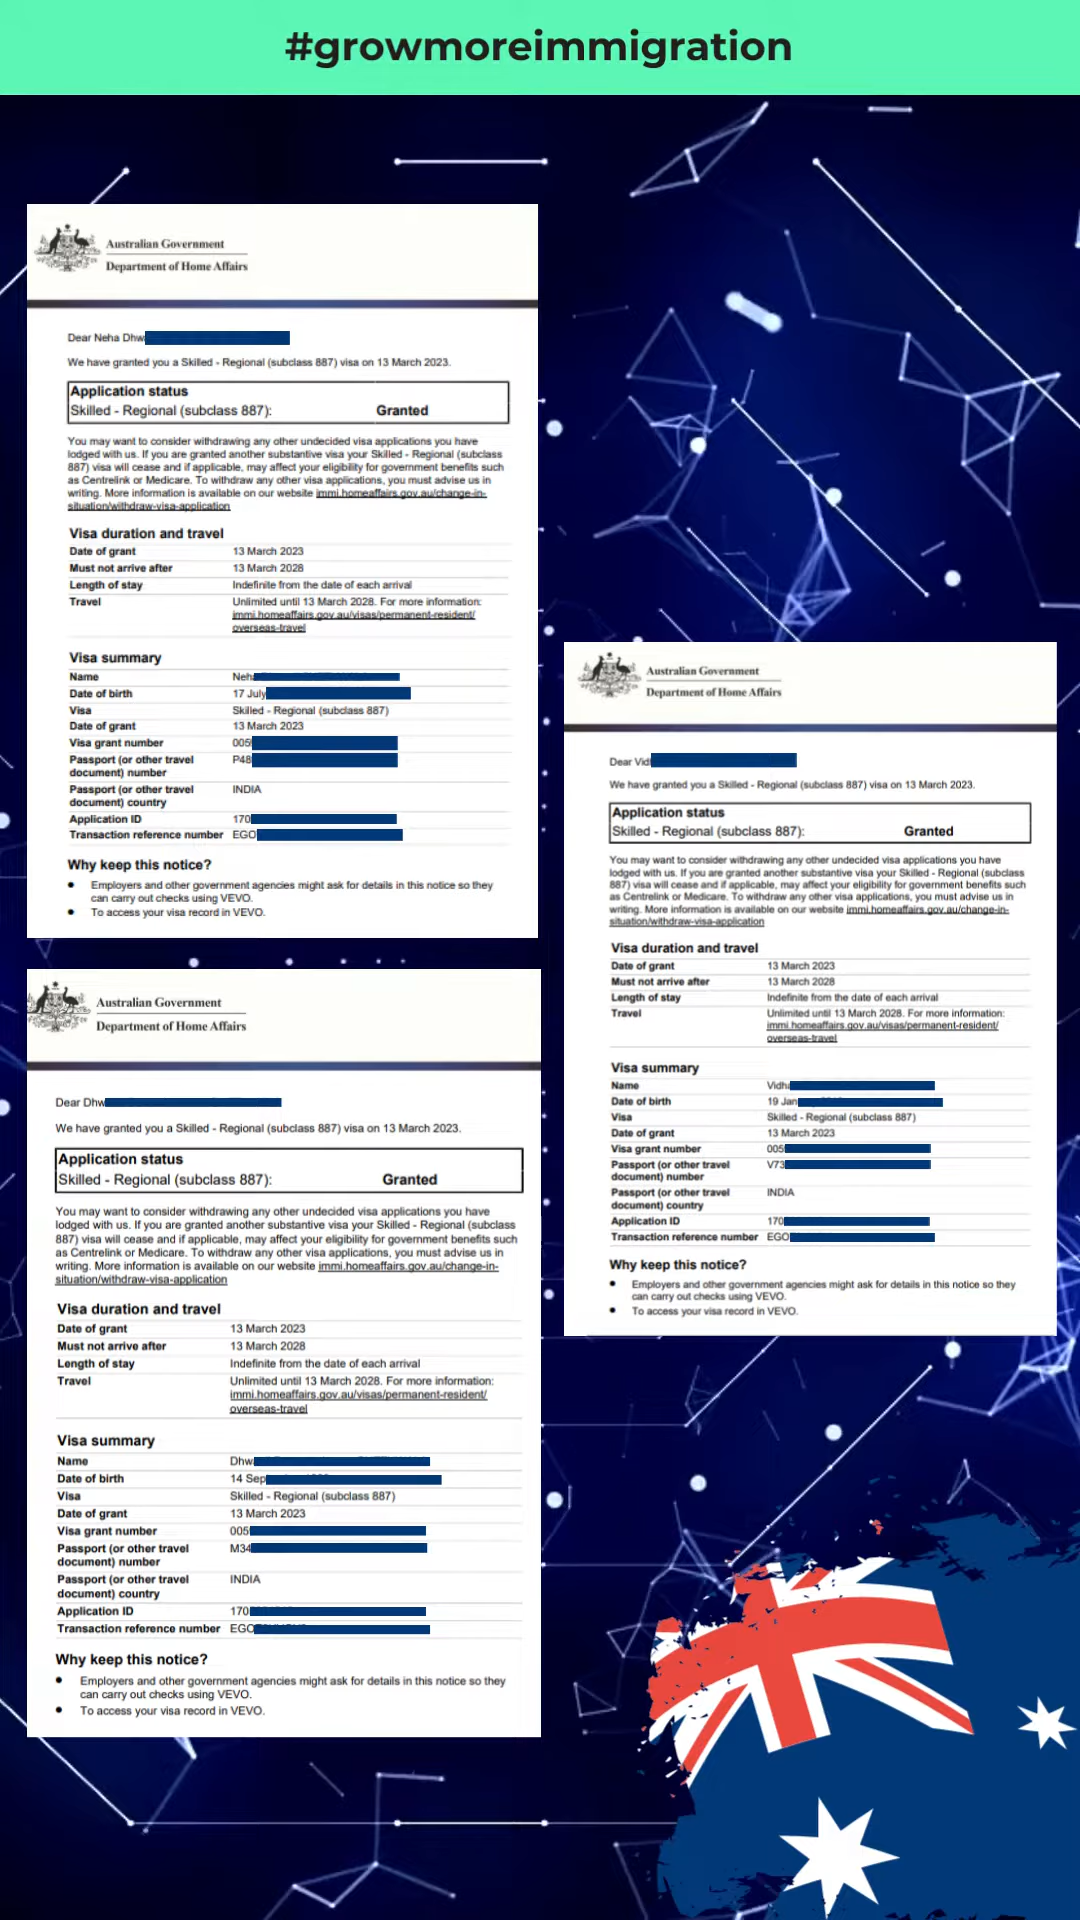 #growmoreimmigration
Australian Government
Department of Home Affairs
Dear Neha Dhw
We have granted you a Skilled - Regional (subclass 887) visa on 13 March 2023.
Application status
Skilled - Regional (subclass 887): Granted
You may want to consider withdrawing any other undecided visa applications you have
lodged with us. If you are granted another substantive visa your Skilled - Regional (subclass
887) visa will cease and if applicable, may affect your eligibility for government benefits such
as Centrelink or Medicare. To withdraw any other visa applications, you must advise us in
writing. More information is available on our website immi.homeaffairs.gov.au/change-in-
situation/withdraw-visa-application
Visa duration and travel
Date of grant 13 March 2023
Must not arrive after 13 March 2028
Length of stay Indefinite from the date of each arrival
Travel Unlimited until 13 March 2028. For more information:
immi.homeaffairs.gov.au/visas/permanent-resident/
overseas-travel
Visa summary
Name Neha
Date of birth 17 July
Visa Skilled - Regional (subclass 887)
Date of grant 13 March 2023
Visa grant number 005
Passport (or other travel P48
document) number
Passport (or other travel INDIA
document) country
Application ID 170
Transaction reference number EGO
Why keep this notice?
• Employers and other government agencies might ask for details in this notice so they
can carry out checks using VEVO.
• To access your visa record in VEVO.
Australian Government
Department of Home Affairs
Dear Vid
We have granted you a Skilled - Regional (subclass 887) visa on 13 March 2023.
Application status
Skilled - Regional (subclass 887): Granted
You may want to consider withdrawing any other undecided visa applications you have
lodged with us. If you are granted another substantive visa your Skilled - Regional (subclass
887) visa will cease and if applicable, may affect your eligibility for government benefits such
as Centrelink or Medicare. To withdraw any other visa applications, you must advise us in
writing. More information is available on our website immi.homeaffairs.gov.au/change-in-
situation/withdraw-visa-application
Visa duration and travel
Date of grant 13 March 2023
Must not arrive after 13 March 2028
Length of stay Indefinite from the date of each arrival
Travel Unlimited until 13 March 2028. For more information:
immi.homeaffairs.gov.au/visas/permanent-resident/
overseas-travel
Visa summary
Name Vidh
Date of birth 19 Jan
Visa Skilled - Regional (subclass 887)
Date of grant 13 March 2023
Visa grant number 005
Passport (or other travel V73
document) number
Passport (or other travel INDIA
document) country
Application ID 170
Transaction reference number EGO
Why keep this notice?
• Employers and other government agencies might ask for details in this notice so they
can carry out checks using VEVO.
• To access your visa record in VEVO.
Australian Government
Department of Home Affairs
Dear Dhw
We have granted you a Skilled - Regional (subclass 887) visa on 13 March 2023.
Application status
Skilled - Regional (subclass 887): Granted
You may want to consider withdrawing any other undecided visa applications you have
lodged with us. If you are granted another substantive visa your Skilled - Regional (subclass
887) visa will cease and if applicable, may affect your eligibility for government benefits such
as Centrelink or Medicare. To withdraw any other visa applications, you must advise us in
writing. More information is available on our website immi.homeaffairs.gov.au/change-in-
situation/withdraw-visa-application
Visa duration and travel
Date of grant 13 March 2023
Must not arrive after 13 March 2028
Length of stay Indefinite from the date of each arrival
Travel Unlimited until 13 March 2028. For more information:
immi.homeaffairs.gov.au/visas/permanent-resident/
overseas-travel
Visa summary
Name Dhw
Date of birth 14 Sep
Visa Skilled - Regional (subclass 887)
Date of grant 13 March 2023
Visa grant number 005
Passport (or other travel M34
document) number
Passport (or other travel INDIA
document) country
Application ID 170
Transaction reference number EGO
Why keep this notice?
• Employers and other government agencies might ask for details in this notice so they
can carry out checks using VEVO.
• To access your visa record in VEVO.